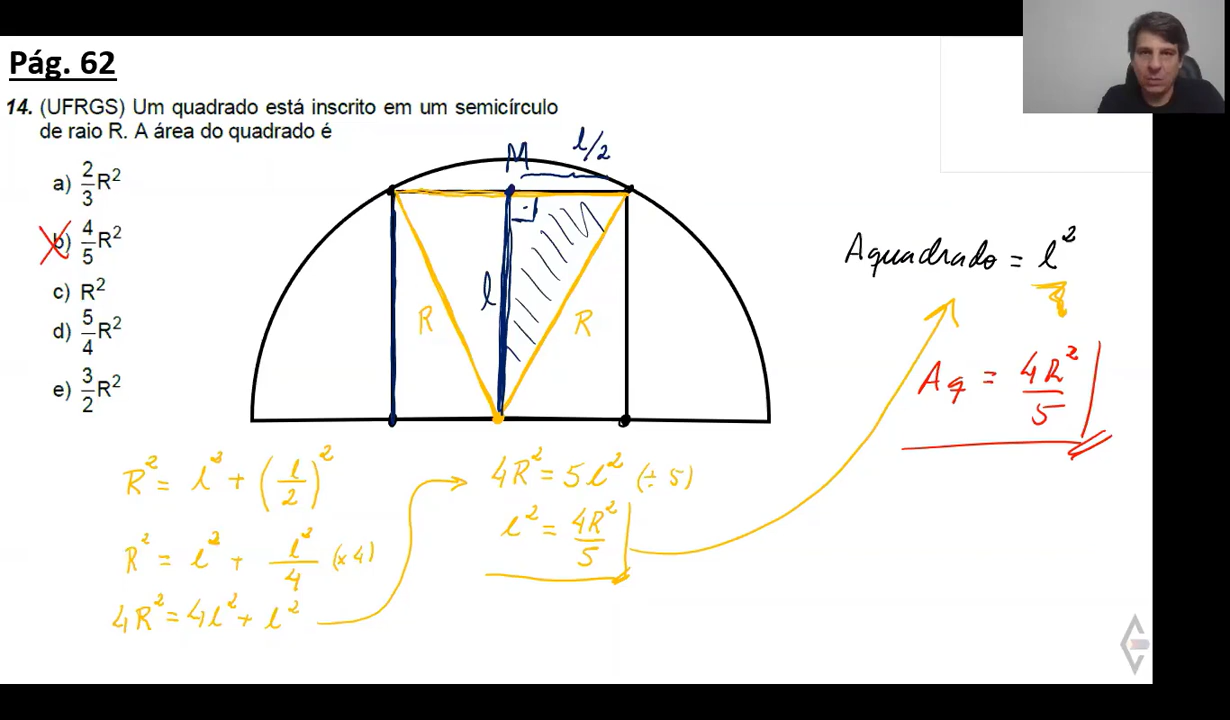 Pág. 62
14. (UFRGS) Um quadrado está inscrito em um semicírculo
de raio R. A área do quadrado é
a) 2/3 R²
b) 4/5 R²
c) R²
d) 5/4 R²
e) 3/2 R²
M
l/2
l
R
R
Aquadrado = l²
Aq = 4R²/5
R² = l² + (l/2)²
R² = l² + l²/4 (×4)
4R² = 4l² + l²
4R² = 5l² (÷5)
l² = 4R²/5